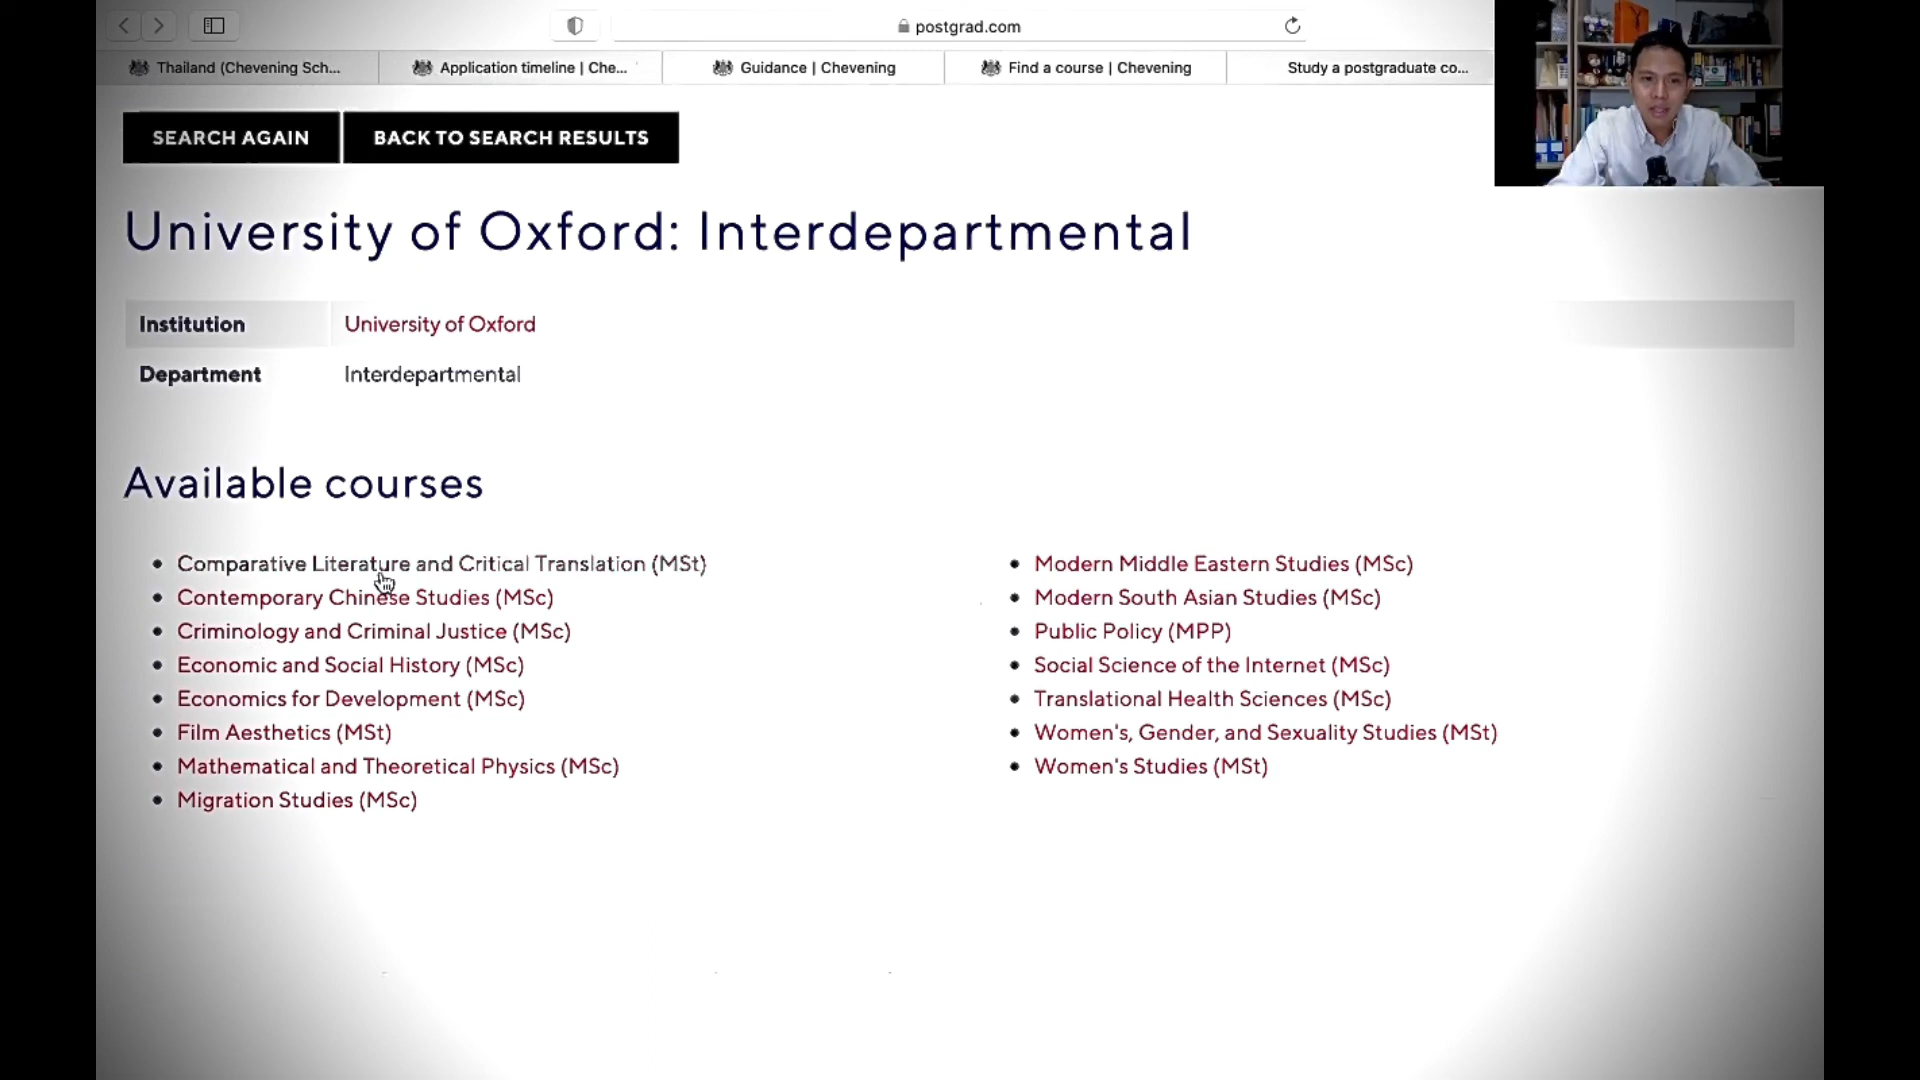 postgrad.com
Thailand (Chevening Sch...
Application timeline | Che...
Guidance | Chevening
Find a course | Chevening
Study a postgraduate co...
SEARCH AGAIN
BACK TO SEARCH RESULTS
University of Oxford: Interdepartmental
Institution University of Oxford
Department Interdepartmental
Available courses
Comparative Literature and Critical Translation (MSt)
Contemporary Chinese Studies (MSc)
Criminology and Criminal Justice (MSc)
Economic and Social History (MSc)
Economics for Development (MSc)
Film Aesthetics (MSt)
Mathematical and Theoretical Physics (MSc)
Migration Studies (MSc)
Modern Middle Eastern Studies (MSc)
Modern South Asian Studies (MSc)
Public Policy (MPP)
Social Science of the Internet (MSc)
Translational Health Sciences (MSc)
Women's, Gender, and Sexuality Studies (MSt)
Women's Studies (MSt)